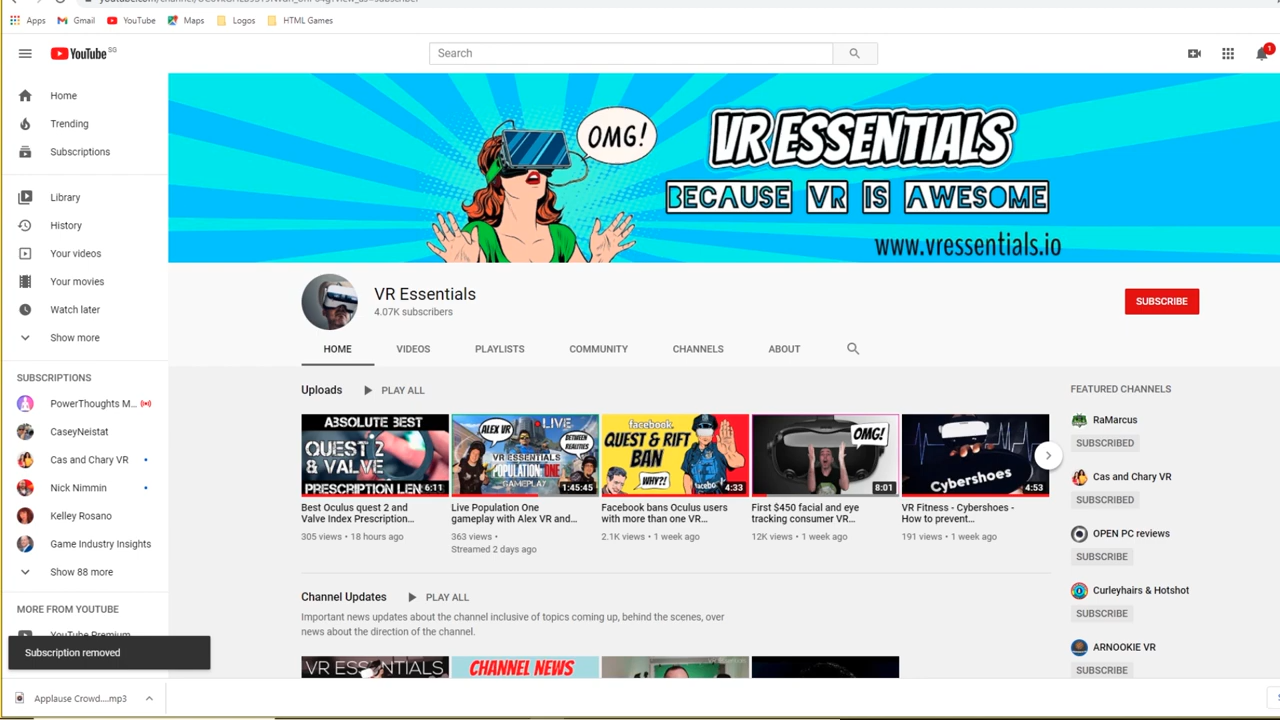 Apps Gmail YouTube Maps Logos HTML Games
YouTube SG
Search
1
Home
Trending
Subscriptions
Library
History
Your videos
Your movies
Watch later
Show more
SUBSCRIPTIONS
PowerThoughts M...
CaseyNeistat
Cas and Chary VR
Nick Nimmin
Kelley Rosano
Game Industry Insights
Show 88 more
MORE FROM YOUTUBE
YouTube Premium
Subscription removed
Applause Crowd....mp3
OMG!
VR ESSENTIALS
BECAUSE VR IS AWESOME
www.vressentials.io
VR Essentials
4.07K subscribers
SUBSCRIBE
HOME VIDEOS PLAYLISTS COMMUNITY CHANNELS ABOUT
Uploads PLAY ALL
ABSOLUTE BEST
QUEST 2
& VALVE
PRESCRIPTION LEN
6:11
Best Oculus quest 2 and
Valve Index Prescription...
305 views • 18 hours ago
LIVE
ALEX VR
BETWEEN
REALITIES
VR ESSENTIALS
POPULATION: ONE
GAMEPLAY
1:45:45
Live Population One
gameplay with Alex VR and...
363 views •
Streamed 2 days ago
facebook.
QUEST & RIFT
BAN
WHY?!
4:33
Facebook bans Oculus users
with more than one VR...
2.1K views • 1 week ago
OMG!
8:01
First $450 facial and eye
tracking consumer VR...
12K views • 1 week ago
Cybershoes
4:53
VR Fitness - Cybershoes -
How to prevent...
191 views • 1 week ago
Channel Updates PLAY ALL
Important news updates about the channel inclusive of topics coming up, behind the scenes, over
news about the direction of the channel.
VR ESSENTIALS
CHANNEL NEWS
FEATURED CHANNELS
RaMarcus
SUBSCRIBED
Cas and Chary VR
SUBSCRIBED
OPEN PC reviews
SUBSCRIBE
Curleyhairs & Hotshot
SUBSCRIBE
ARNOOKIE VR
SUBSCRIBE